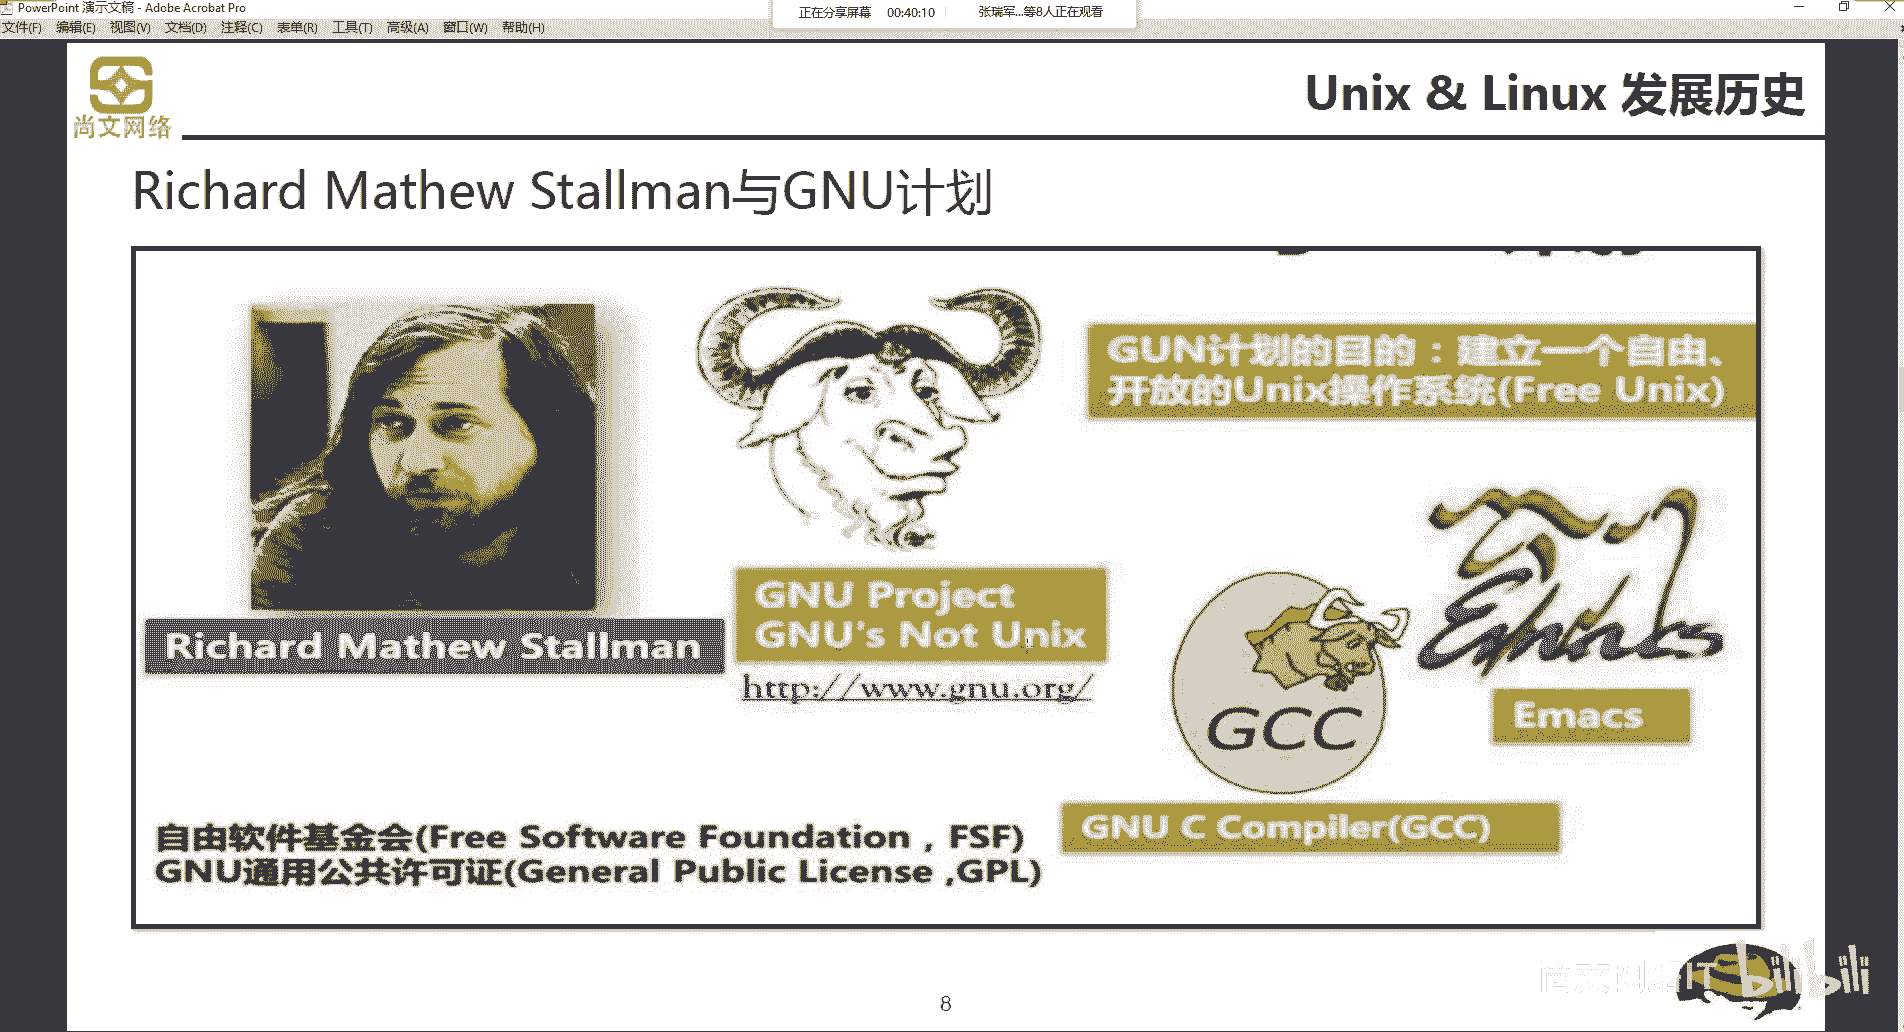 PowerPoint 演示文稿 - Adobe Acrobat Pro
正在分享屏幕 00:40:10 张瑞军...等8人正在观看
文件(F) 编辑(E) 视图(V) 文档(D) 注释(C) 表单(R) 工具(T) 高级(A) 窗口(W) 帮助(H)
尚文网络
Unix & Linux 发展历史
Richard Mathew Stallman与GNU计划
GUN计划的目的：建立一个自由、
开放的Unix操作系统(Free Unix)
Richard Mathew Stallman
GNU Project
GNU's Not Unix
http://www.gnu.org/
GCC
GNU C Compiler(GCC)
Emacs
Emacs
自由软件基金会(Free Software Foundation，FSF)
GNU通用公共许可证(General Public License ,GPL)
尚文网络IT bilibili
8